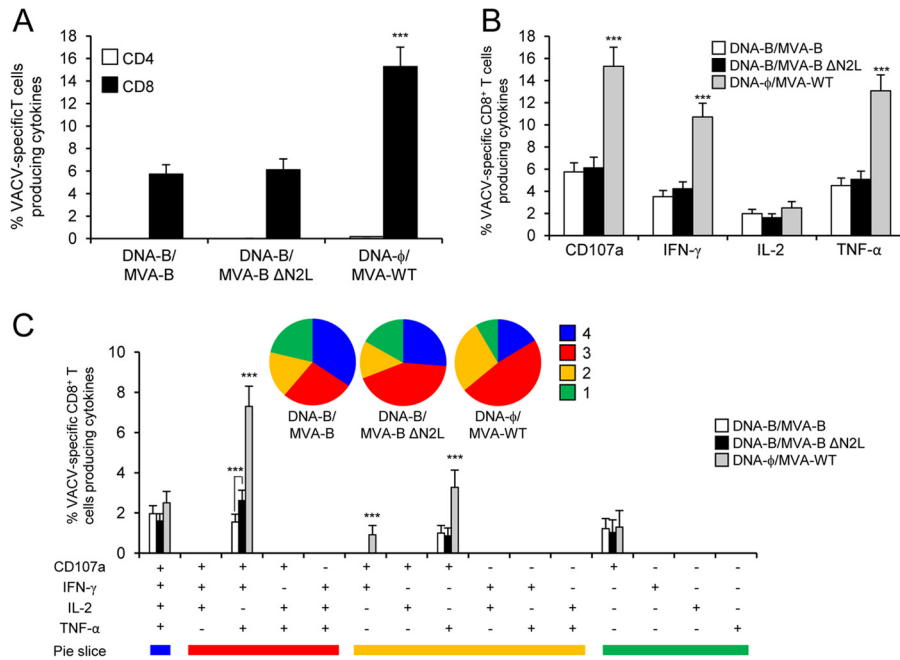 A
% VACV-specificT cells
producing cytokines
18
16
14
12
10
8
6
4
2
0
CD4
CD8
***
DNA-B/
MVA-B
DNA-B/
MVA-B ΔN2L
DNA-ϕ/
MVA-WT
B
% VACV-specific CD8⁺ T cells
producing cytokines
18
16
14
12
10
8
6
4
2
0
DNA-B/MVA-B
DNA-B/MVA-B ΔN2L
DNA-ϕ/MVA-WT
***
***
***
CD107a
IFN-γ
IL-2
TNF-α
C
% VACV-specific CD8⁺ T
cells producing cytokines
10
8
6
4
2
0
***
***
***
***
DNA-B/
MVA-B
DNA-B/
MVA-B ΔN2L
DNA-ϕ/
MVA-WT
4
3
2
1
DNA-B/MVA-B
DNA-B/MVA-B ΔN2L
DNA-ϕ/MVA-WT
CD107a + + + + - + + + - - - + - - -
IFN-γ + + + - + + - - + + - - + - -
IL-2 + + - + + - + - + - + - - + -
TNF-α + - + + + - - + - + + - - - +
Pie slice